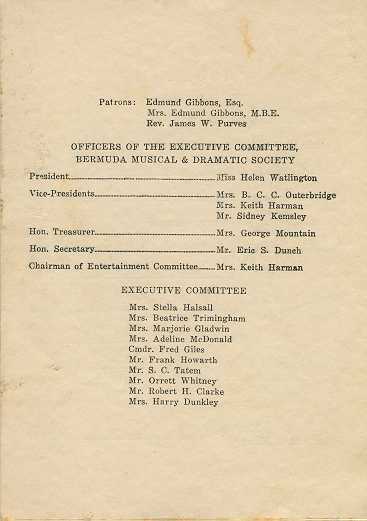 Patrons: Edmund Gibbons, Esq.
Mrs. Edmund Gibbons, M.B.E.
Rev. James W. Purves
OFFICERS OF THE EXECUTIVE COMMITTEE,
BERMUDA MUSICAL & DRAMATIC SOCIETY
President Miss Helen Watlington
Vice-Presidents Mrs. B. C. C. Outerbridge
Mrs. Keith Harman
Mr. Sidney Kemsley
Hon. Treasurer Mrs. George Mountain
Hon. Secretary Mr. Eric S. Dunch
Chairman of Entertainment Committee Mrs. Keith Harman
EXECUTIVE COMMITTEE
Mrs. Stella Halsall
Mrs. Beatrice Trimingham
Mrs. Marjorie Gladwin
Mrs. Adeline McDonald
Cmdr. Fred Giles
Mr. Frank Howarth
Mr. S. C. Tatem
Mr. Orrett Whitney
Mr. Robert H. Clarke
Mrs. Harry Dunkley